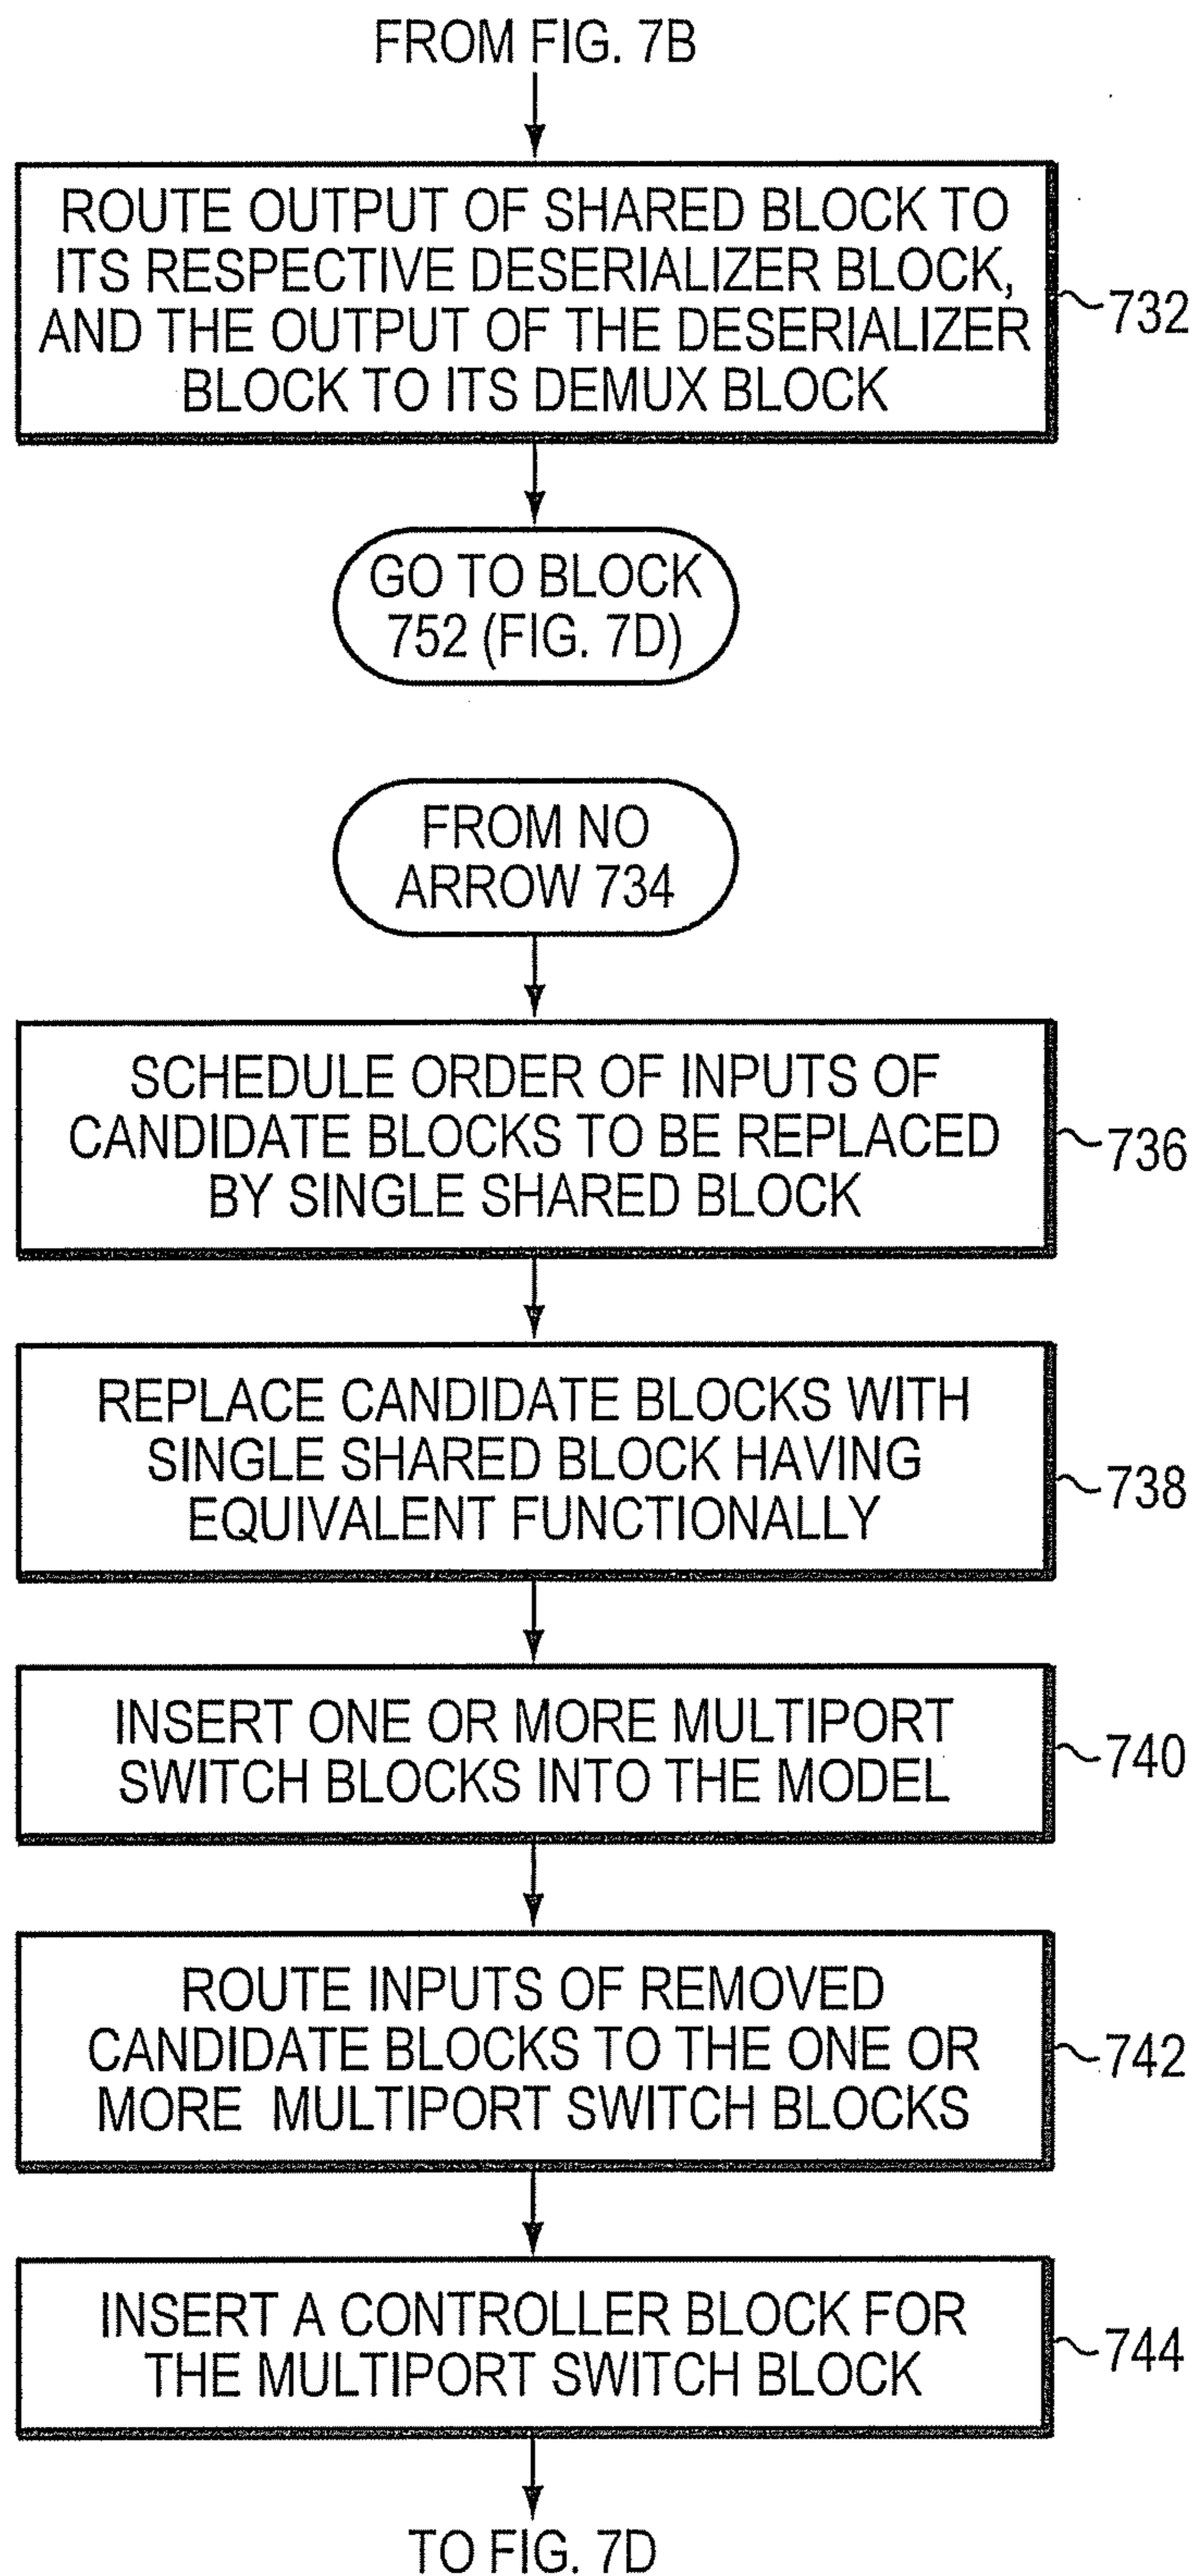 FROM FIG. 7B
ROUTE OUTPUT OF SHARED BLOCK TO
ITS RESPECTIVE DESERIALIZER BLOCK,
AND THE OUTPUT OF THE DESERIALIZER
BLOCK TO ITS DEMUX BLOCK
732
GO TO BLOCK
752 (FIG. 7D)
FROM NO
ARROW 734
SCHEDULE ORDER OF INPUTS OF
CANDIDATE BLOCKS TO BE REPLACED
BY SINGLE SHARED BLOCK
736
REPLACE CANDIDATE BLOCKS WITH
SINGLE SHARED BLOCK HAVING
EQUIVALENT FUNCTIONALLY
738
INSERT ONE OR MORE MULTIPORT
SWITCH BLOCKS INTO THE MODEL
740
ROUTE INPUTS OF REMOVED
CANDIDATE BLOCKS TO THE ONE OR
MORE MULTIPORT SWITCH BLOCKS
742
INSERT A CONTROLLER BLOCK FOR
THE MULTIPORT SWITCH BLOCK
744
TO FIG. 7D